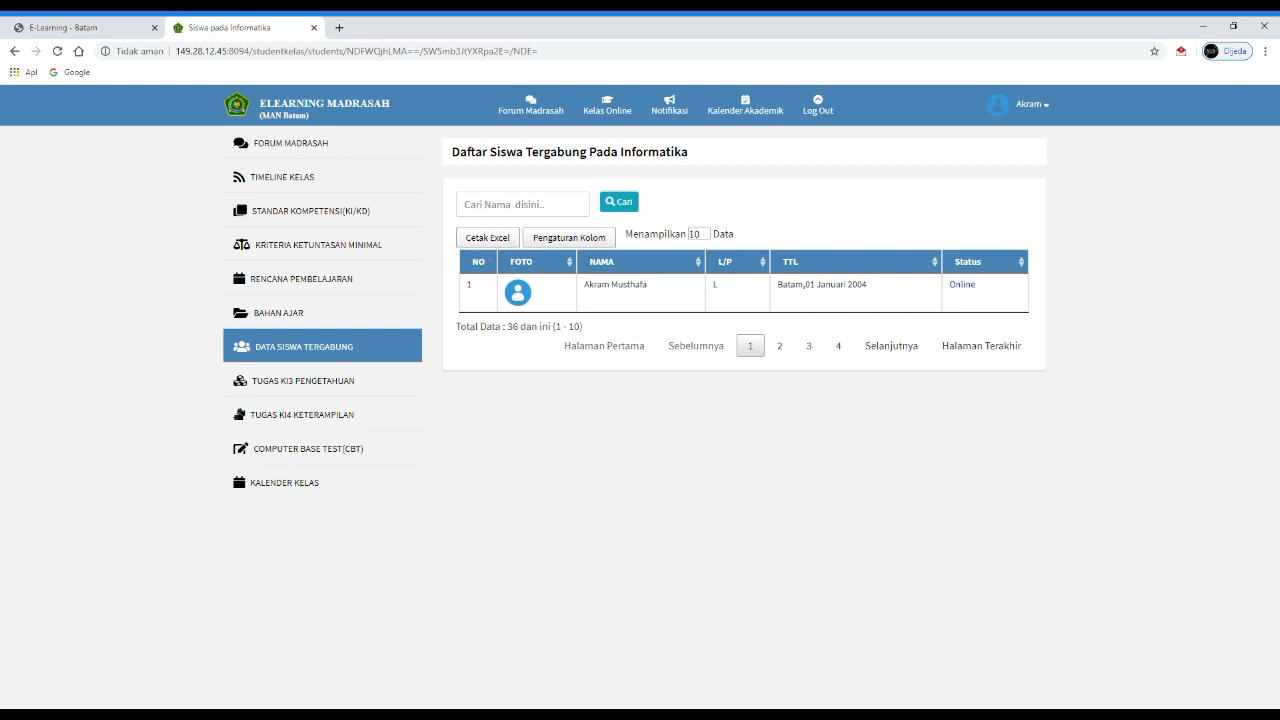 E-Learning - Batam
Siswa pada Informatika
Tidak aman
149.28.12.45:8094/studentkelas/students/NDFWQjhLMA==/SW5mb3JtYXRpa2E=/NDE=
Dijeda
Apl
Google
ELEARNING MADRASAH
(MAN Batam)
Forum Madrasah
Kelas Online
Notifikasi
Kalender Akademik
Log Out
Akram
FORUM MADRASAH
TIMELINE KELAS
STANDAR KOMPETENSI(KI/KD)
KRITERIA KETUNTASAN MINIMAL
RENCANA PEMBELAJARAN
BAHAN AJAR
DATA SISWA TERGABUNG
TUGAS KI3 PENGETAHUAN
TUGAS KI4 KETERAMPILAN
COMPUTER BASE TEST(CBT)
KALENDER KELAS
Daftar Siswa Tergabung Pada Informatika
Cari Nama disini..
Cari
Cetak Excel
Pengaturan Kolom
Menampilkan 10 Data
NO FOTO NAMA L/P TTL Status
1 Akram Musthafa L Batam,01 Januari 2004 Online
Total Data : 36 dan ini (1 - 10)
Halaman Pertama Sebelumnya 1 2 3 4 Selanjutnya Halaman Terakhir